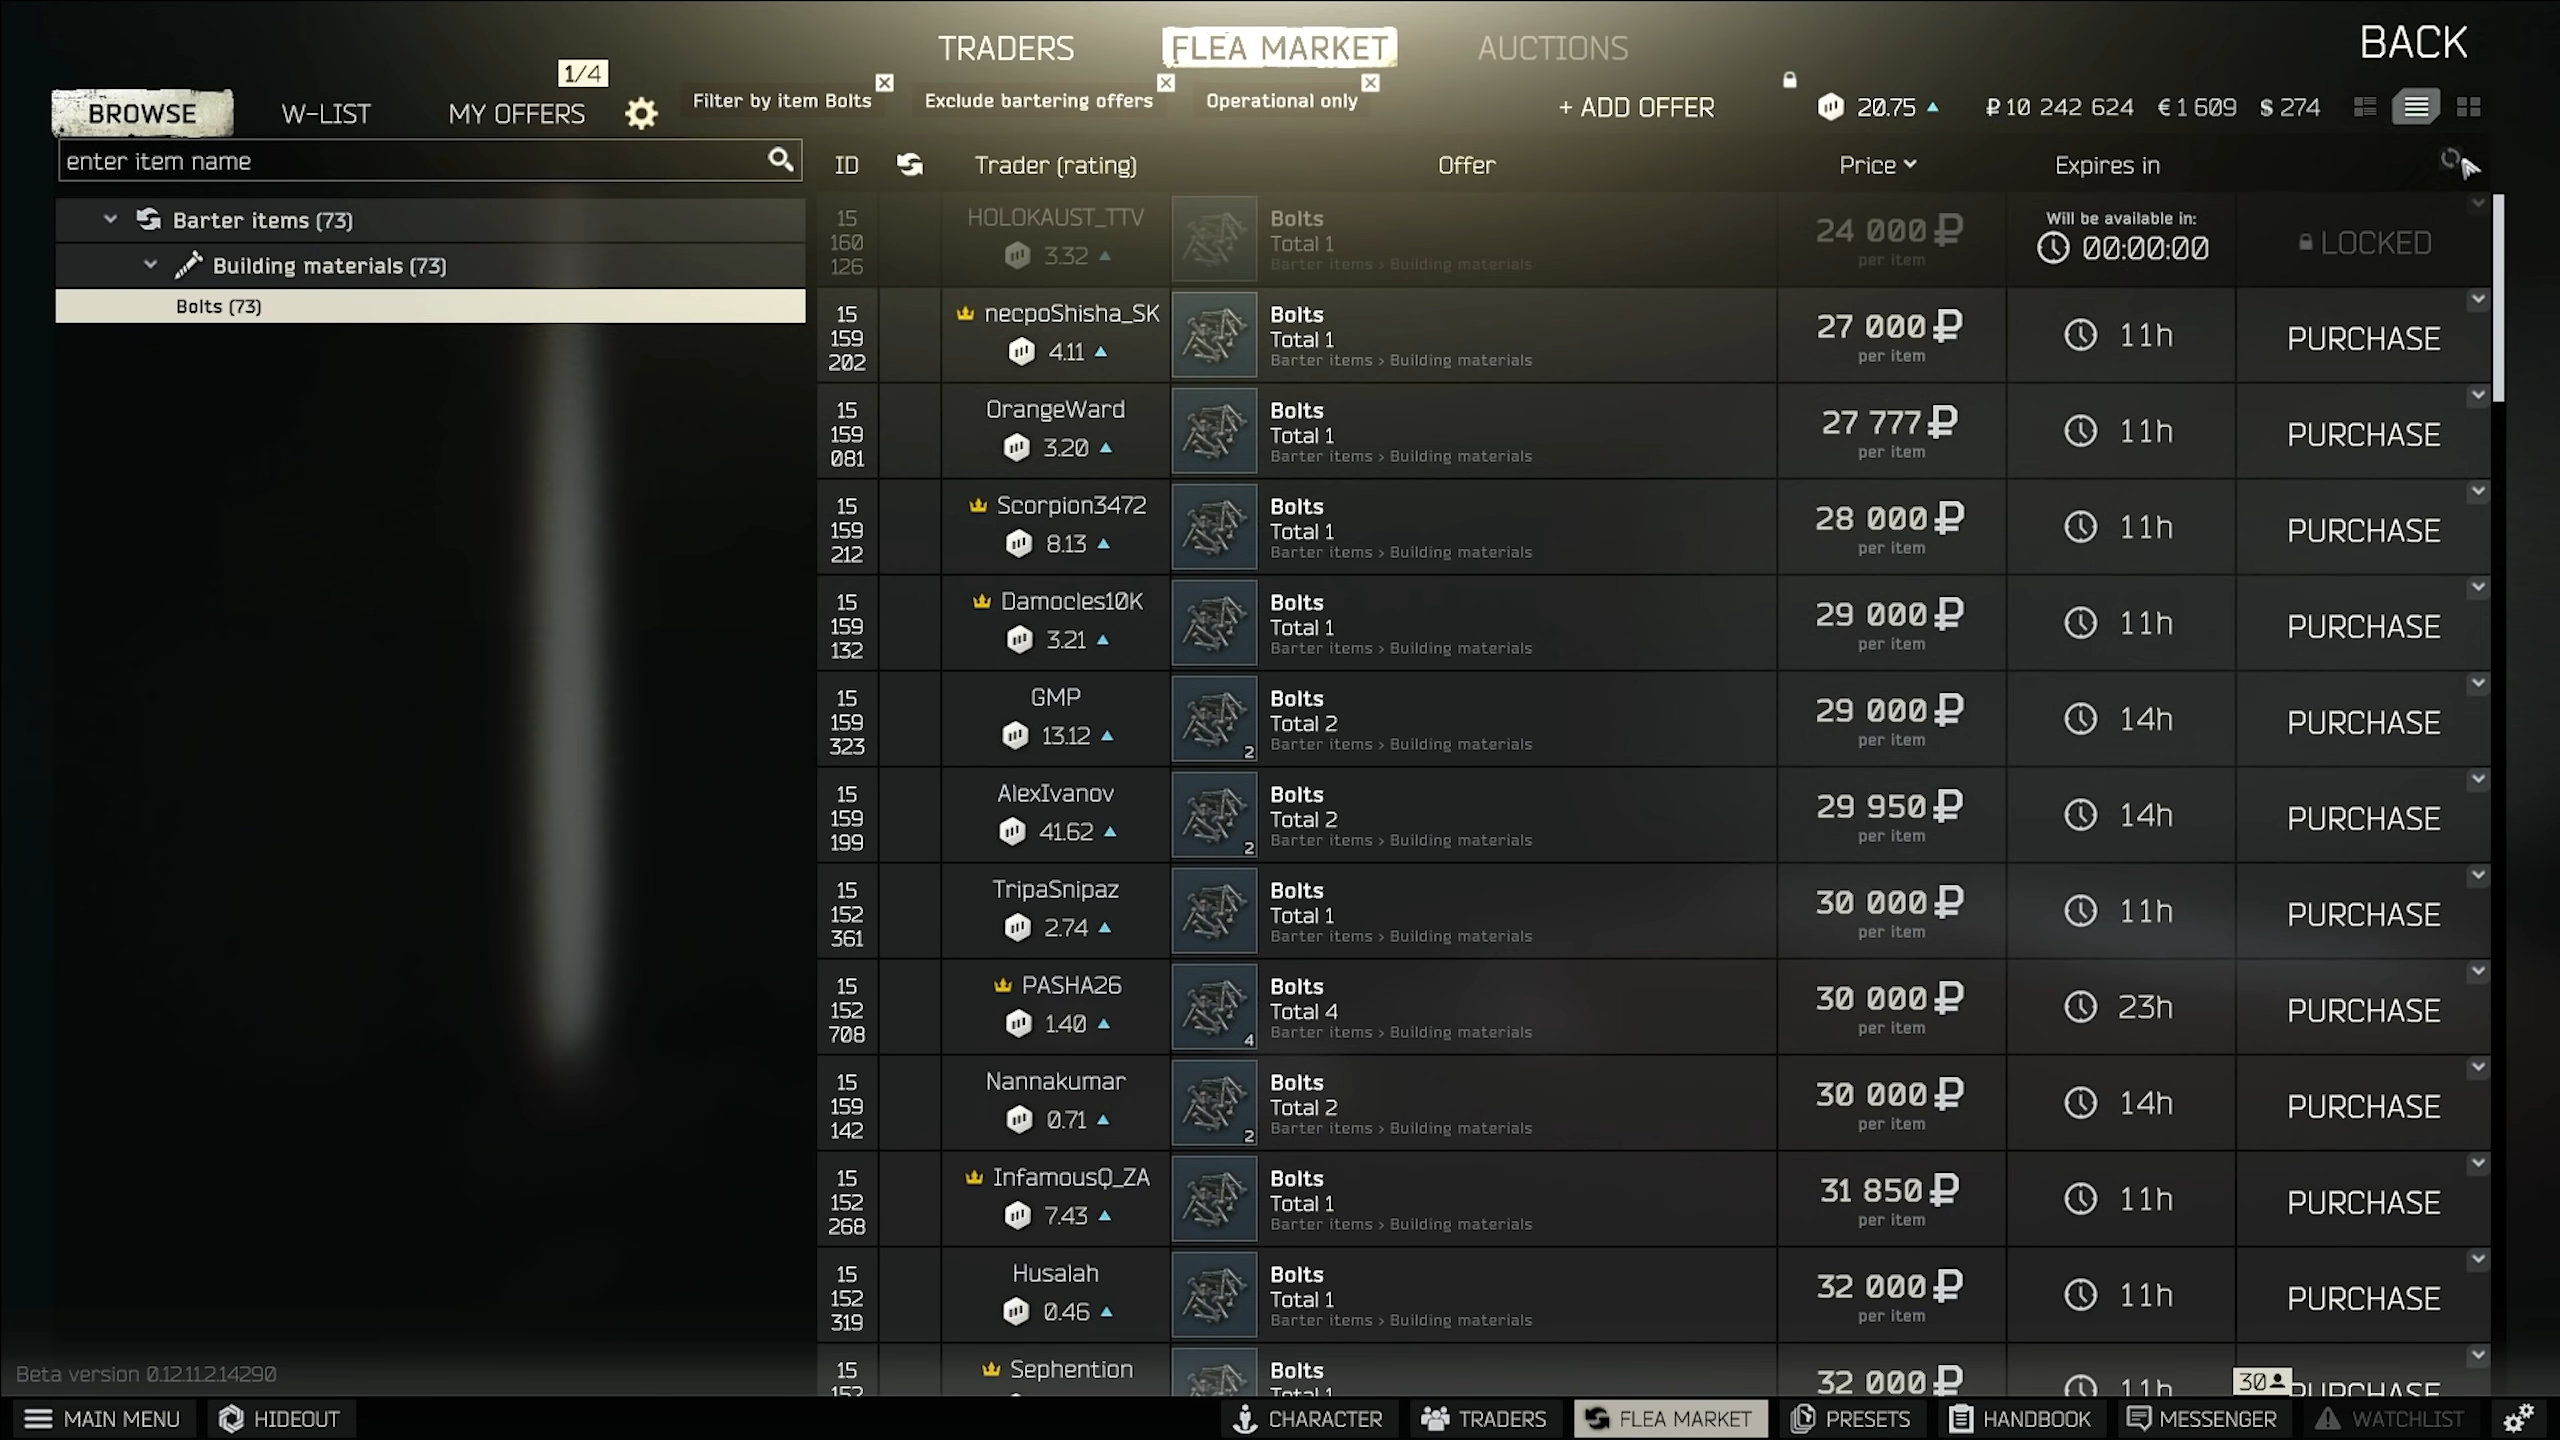 TRADERS FLEA MARKET AUCTIONS BACK
1/4
BROWSE W-LIST MY OFFERS Filter by item Bolts Exclude bartering offers Operational only + ADD OFFER 20.75 ₽ 10 242 624 € 1 609 $ 274
enter item name
ID Trader (rating) Offer Price Expires in
Barter items (73)
Building materials (73)
Bolts (73)
15 160 126 HOLOKAUST_TTV 3.32 Bolts Total 1 Barter items > Building materials 24 000 ₽ per item Will be available in: 00:00:00 LOCKED
15 159 202 necpoShisha_SK 4.11 Bolts Total 1 Barter items > Building materials 27 000 ₽ per item 11h PURCHASE
15 159 081 OrangeWard 3.20 Bolts Total 1 Barter items > Building materials 27 777 ₽ per item 11h PURCHASE
15 159 212 Scorpion3472 8.13 Bolts Total 1 Barter items > Building materials 28 000 ₽ per item 11h PURCHASE
15 159 132 Damocles10K 3.21 Bolts Total 1 Barter items > Building materials 29 000 ₽ per item 11h PURCHASE
15 159 323 GMP 13.12 2 Bolts Total 2 Barter items > Building materials 29 000 ₽ per item 14h PURCHASE
15 159 199 AlexIvanov 41.62 2 Bolts Total 2 Barter items > Building materials 29 950 ₽ per item 14h PURCHASE
15 152 361 TripaSnipaz 2.74 Bolts Total 1 Barter items > Building materials 30 000 ₽ per item 11h PURCHASE
15 152 708 PASHA26 1.40 4 Bolts Total 4 Barter items > Building materials 30 000 ₽ per item 23h PURCHASE
15 159 142 Nannakumar 0.71 2 Bolts Total 2 Barter items > Building materials 30 000 ₽ per item 14h PURCHASE
15 152 268 InfamousQ_ZA 7.43 Bolts Total 1 Barter items > Building materials 31 850 ₽ per item 11h PURCHASE
15 152 319 Husalah 0.46 Bolts Total 1 Barter items > Building materials 32 000 ₽ per item 11h PURCHASE
15 152 Sephention Bolts Total 1 32 000 ₽ 11h PURCHASE
Beta version 0.12.11.2.14290
30
MAIN MENU HIDEOUT CHARACTER TRADERS FLEA MARKET PRESETS HANDBOOK MESSENGER WATCHLIST